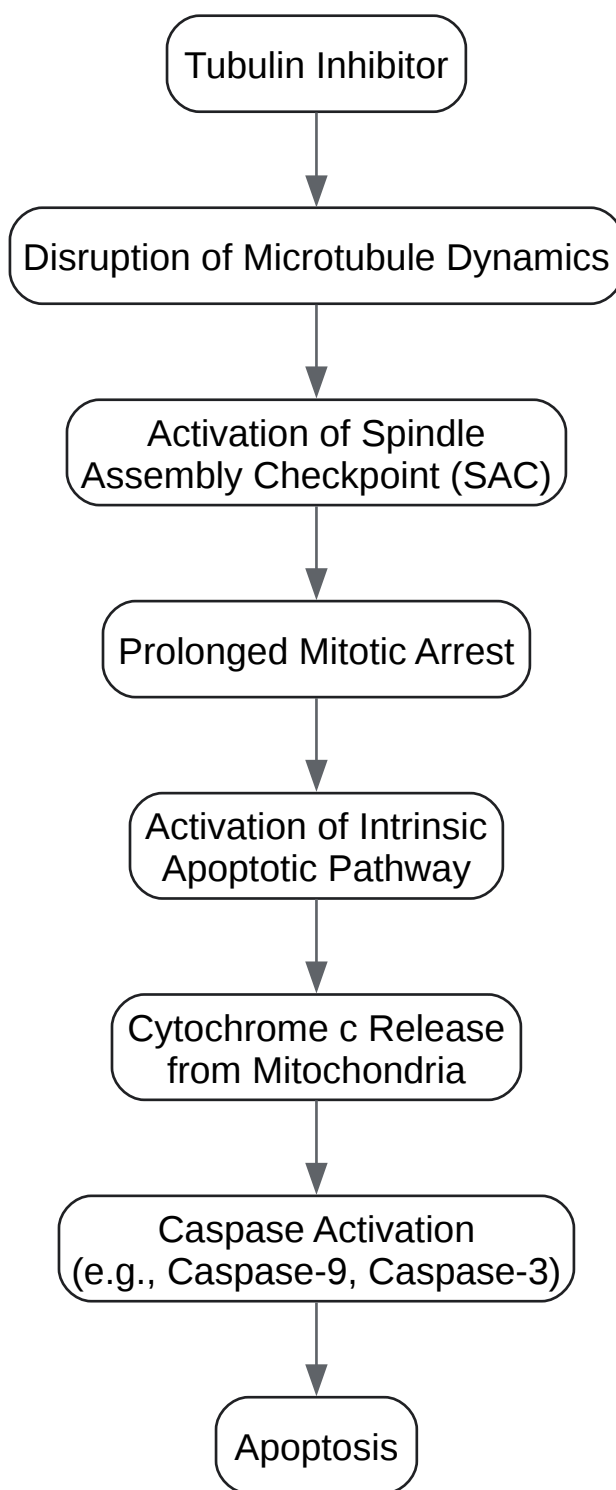 Tubulin Inhibitor
Disruption of Microtubule Dynamics
Activation of Spindle
Assembly Checkpoint (SAC)
Prolonged Mitotic Arrest
Activation of Intrinsic
Apoptotic Pathway
Cytochrome c Release
from Mitochondria
Caspase Activation
(e.g., Caspase-9, Caspase-3)
Apoptosis